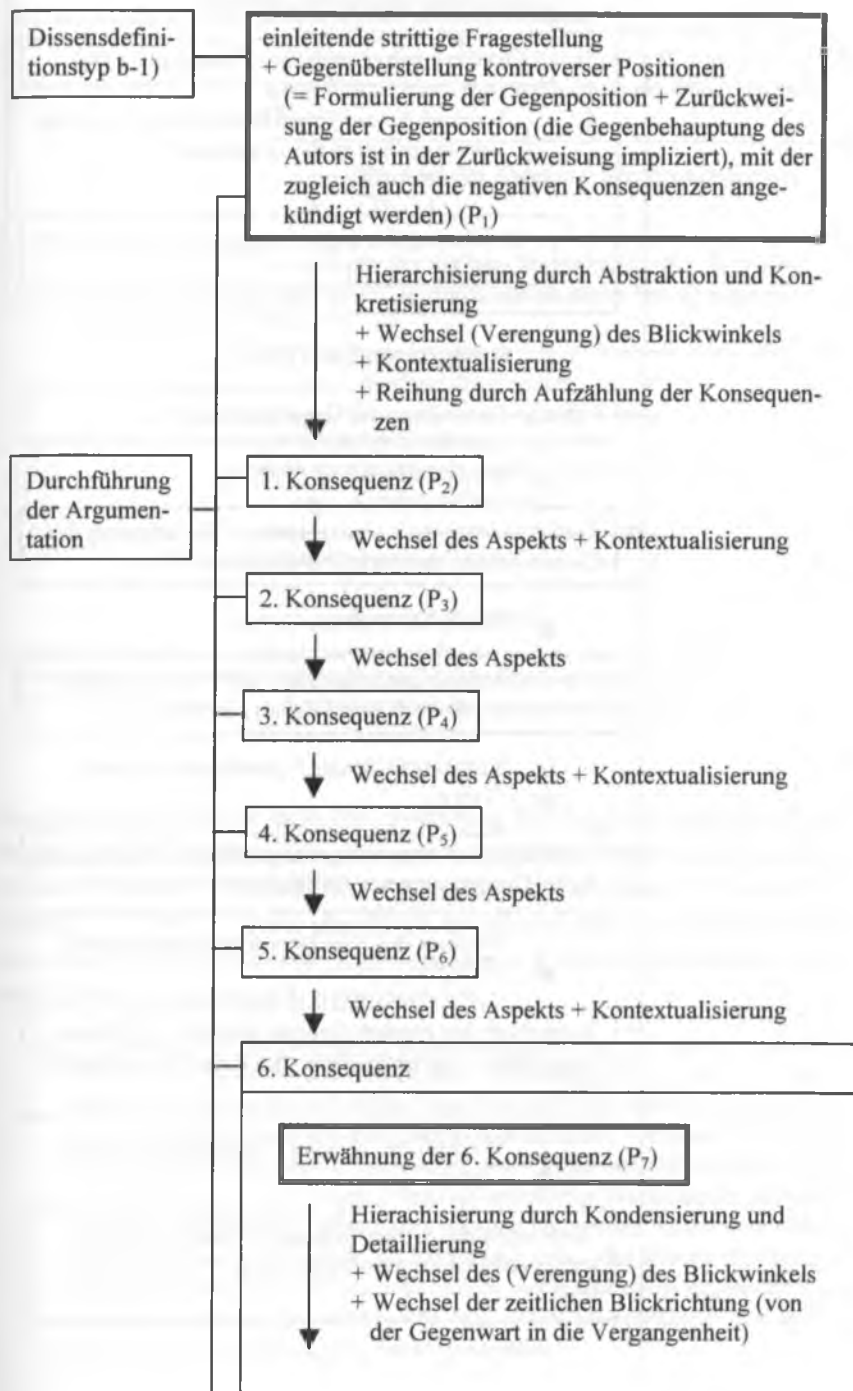 Dissensdefini-
tionstyp b-1)
einleitende strittige Fragestellung
+ Gegenüberstellung kontroverser Positionen
(= Formulierung der Gegenposition + Zurückwei-
sung der Gegenposition (die Gegenbehauptung des
Autors ist in der Zurückweisung impliziert), mit der
zugleich auch die negativen Konsequenzen ange-
kündigt werden) (P₁)
Hierarchisierung durch Abstraktion und Kon-
kretisierung
+ Wechsel (Verengung) des Blickwinkels
+ Kontextualisierung
+ Reihung durch Aufzählung der Konsequen-
zen
Durchführung
der Argumen-
tation
1. Konsequenz (P₂)
Wechsel des Aspekts + Kontextualisierung
2. Konsequenz (P₃)
Wechsel des Aspekts
3. Konsequenz (P₄)
Wechsel des Aspekts + Kontextualisierung
4. Konsequenz (P₅)
Wechsel des Aspekts
5. Konsequenz (P₆)
Wechsel des Aspekts + Kontextualisierung
6. Konsequenz
Erwähnung der 6. Konsequenz (P₇)
Hierachisierung durch Kondensierung und
Detaillierung
+ Wechsel des (Verengung) des Blickwinkels
+ Wechsel der zeitlichen Blickrichtung (von
der Gegenwart in die Vergangenheit)